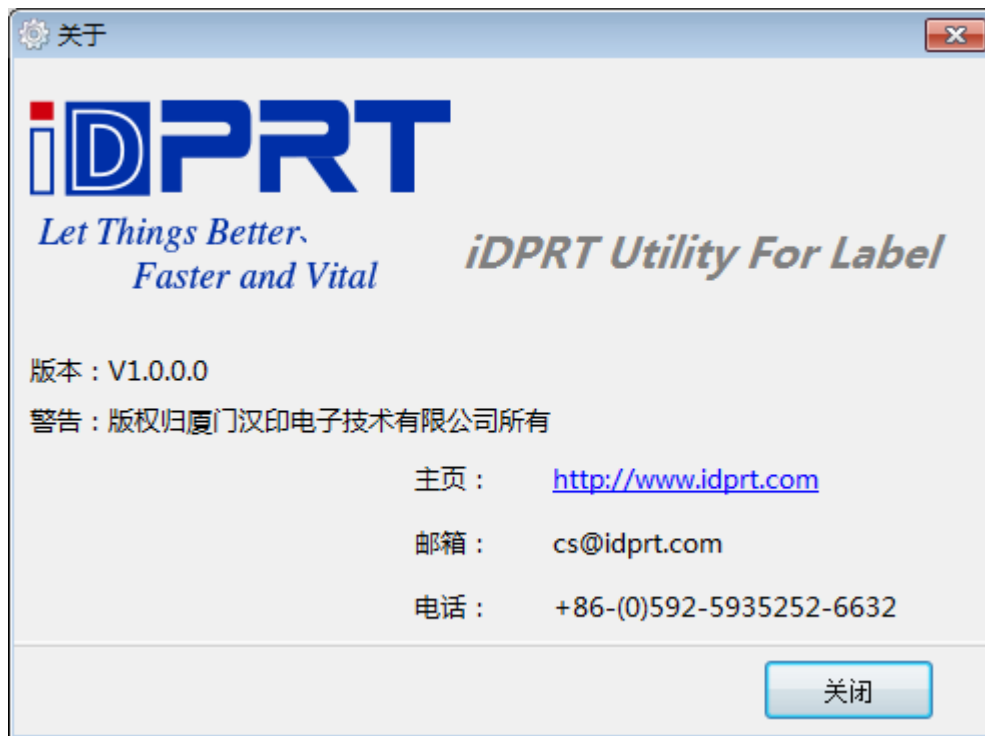 关于
iDPRT
Let Things Better、
Faster and Vital
iDPRT Utility For Label
版本：V1.0.0.0
警告：版权归厦门汉印电子技术有限公司所有
主页： http://www.idprt.com
邮箱： cs@idprt.com
电话： +86-(0)592-5935252-6632
关闭